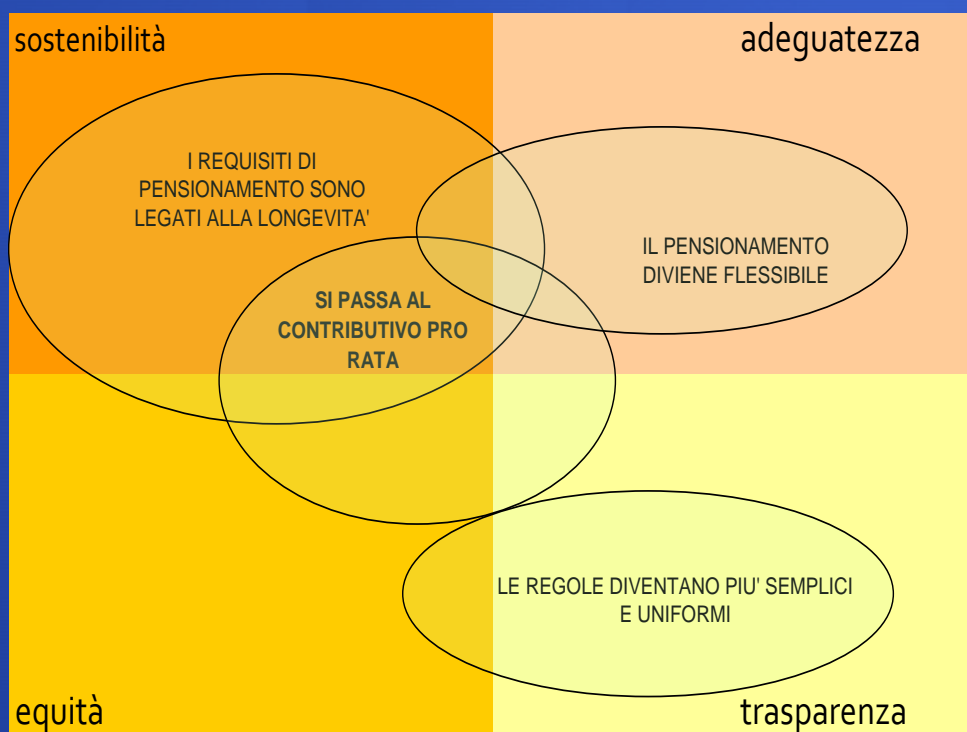 sostenibilità
adeguatezza
I REQUISITI DI
PENSIONAMENTO SONO
LEGATI ALLA LONGEVITA'
IL PENSIONAMENTO
DIVIENE FLESSIBILE
SI PASSA AL
CONTRIBUTIVO PRO
RATA
LE REGOLE DIVENTANO PIU' SEMPLICI
E UNIFORMI
equità
trasparenza